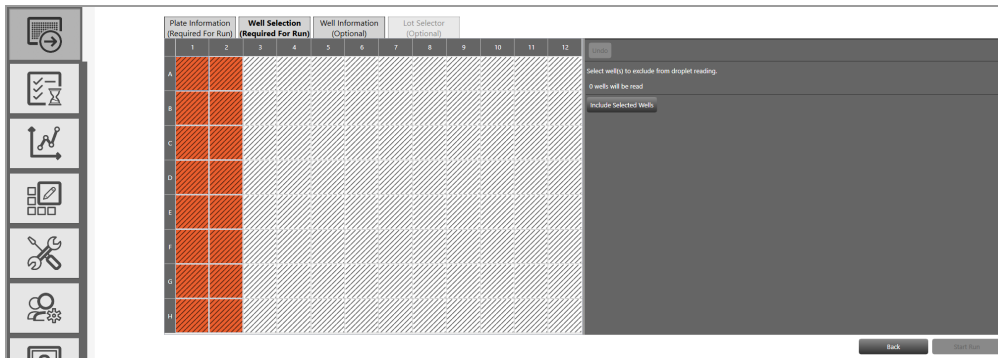 Plate Information
(Required For Run)
Well Selection
(Required For Run)
Well Information
(Optional)
Lot Selector
(Optional)
1 2 3 4 5 6 7 8 9 10 11 12
A
B
C
D
E
F
G
H
Undo
Select well(s) to exclude from droplet reading.
0 wells will be read
Include Selected Wells
Back
Start Run